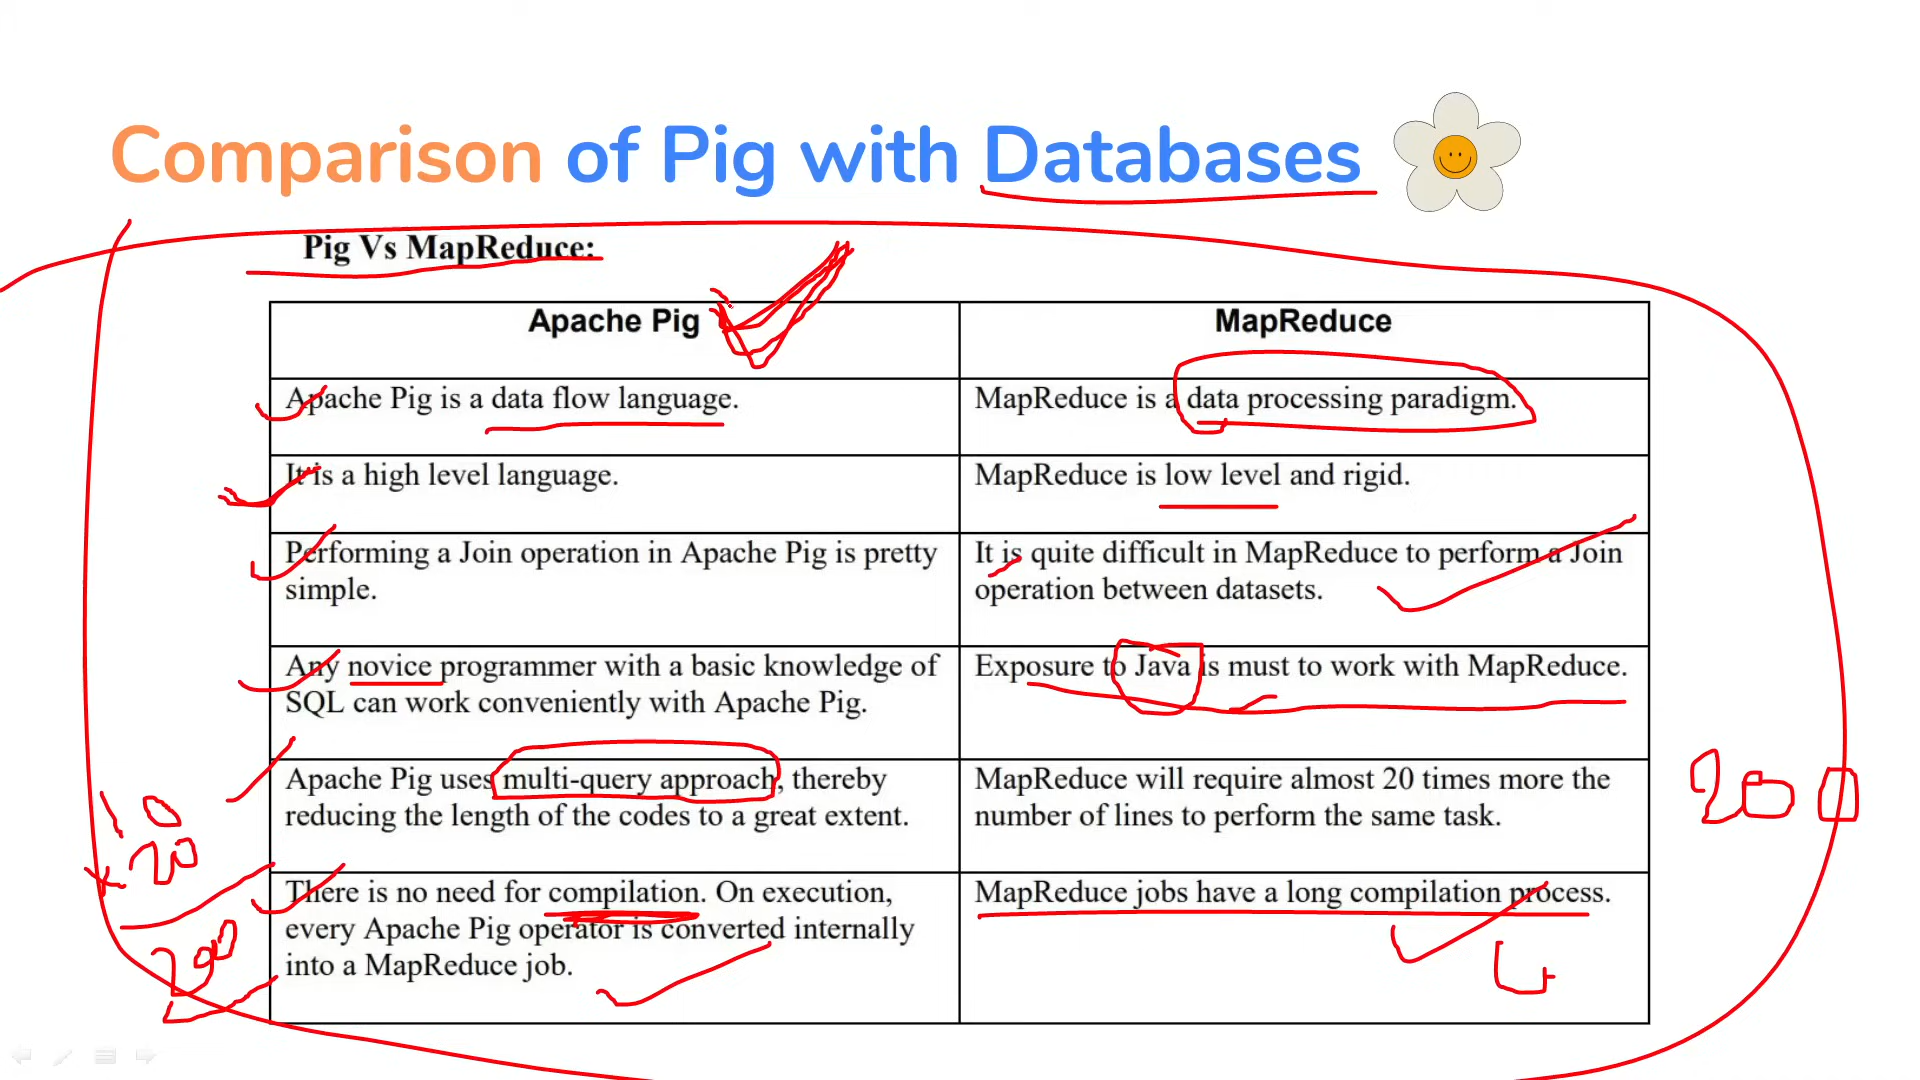 Comparison of Pig with Databases
Pig Vs MapReduce:
Apache Pig
MapReduce
Apache Pig is a data flow language.
MapReduce is a data processing paradigm.
It is a high level language.
MapReduce is low level and rigid.
Performing a Join operation in Apache Pig is pretty
simple.
It is quite difficult in MapReduce to perform a Join
operation between datasets.
Any novice programmer with a basic knowledge of
SQL can work conveniently with Apache Pig.
Exposure to Java is must to work with MapReduce.
Apache Pig uses multi-query approach, thereby
reducing the length of the codes to a great extent.
MapReduce will require almost 20 times more the
number of lines to perform the same task.
There is no need for compilation. On execution,
every Apache Pig operator is converted internally
into a MapReduce job.
MapReduce jobs have a long compilation process.
10
x 20
200
200